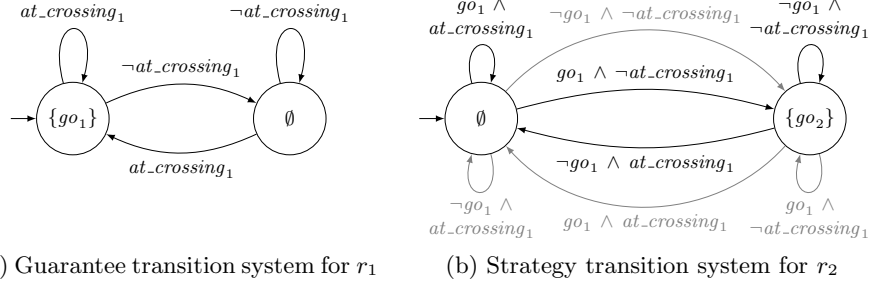 at_crossing₁
¬at_crossing₁
¬at_crossing₁
{go₁}
∅
at_crossing₁
) Guarantee transition system for r₁
go₁ ∧
at_crossing₁
¬go₁ ∧ ¬at_crossing₁
¬go₁ ∧
¬at_crossing₁
go₁ ∧ ¬at_crossing₁
∅
{go₂}
¬go₁ ∧ at_crossing₁
¬go₁ ∧
at_crossing₁
go₁ ∧ at_crossing₁
go₁ ∧
¬at_crossing₁
(b) Strategy transition system for r₂